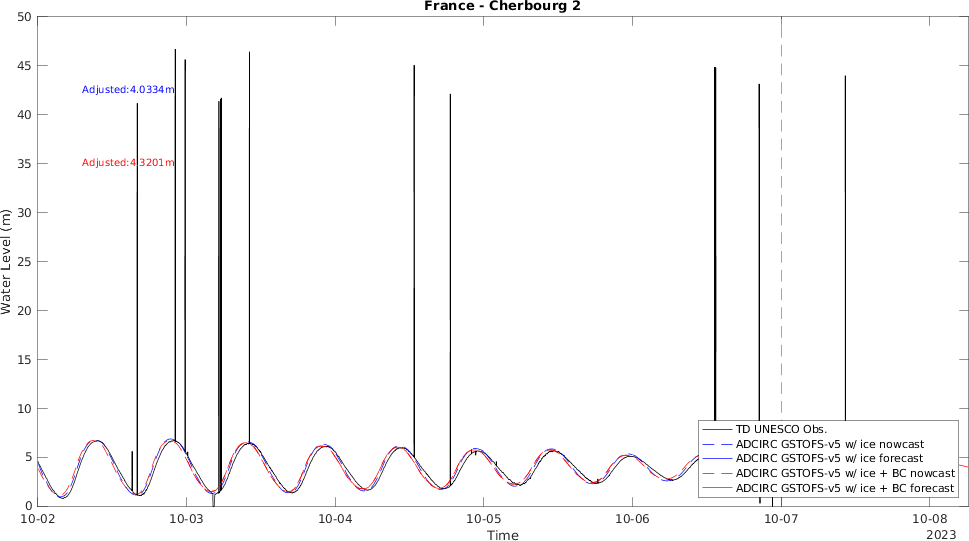 France - Cherbourg 2
50
45
40
35
30
25
20
15
10
5
0
Water Level (m)
Adjusted:4.0334m
Adjusted:4.3201m
TD UNESCO Obs.
ADCIRC GSTOFS-v5 w/ ice nowcast
ADCIRC GSTOFS-v5 w/ ice forecast
ADCIRC GSTOFS-v5 w/ ice + BC nowcast
ADCIRC GSTOFS-v5 w/ ice + BC forecast
10-02 10-03 10-04 10-05 10-06 10-07 10-08
Time
2023